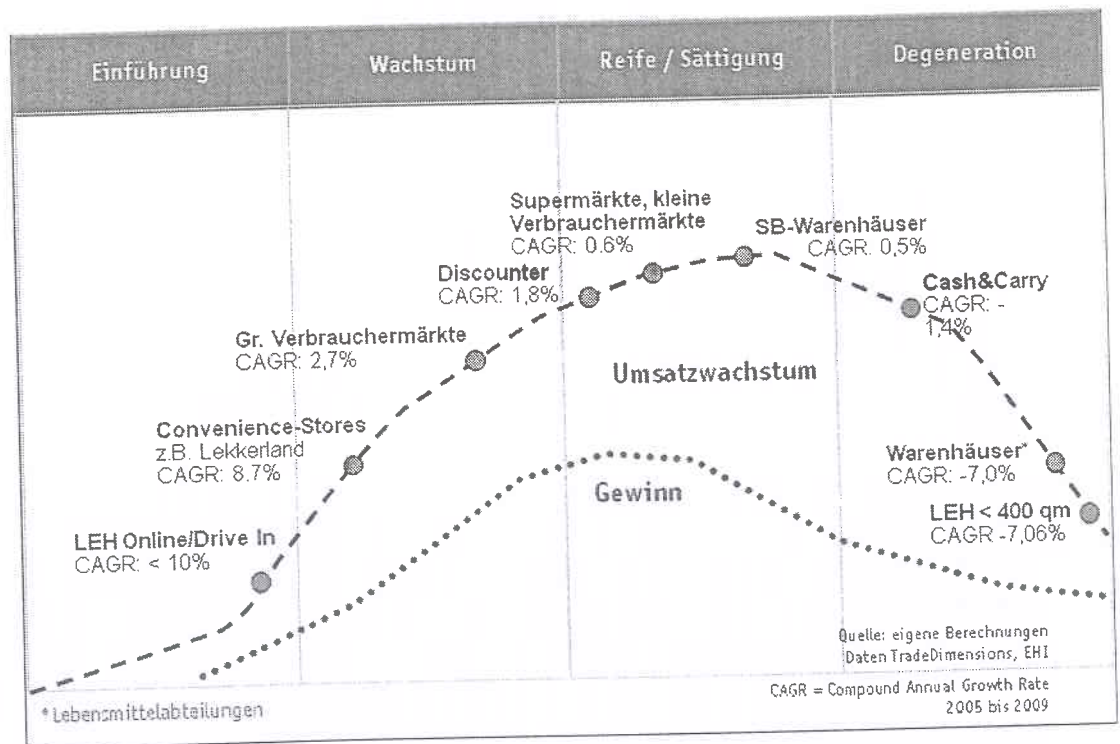 Einführung
Wachstum
Reife / Sättigung
Degeneration
Supermärkte, kleine
Verbrauchermärkte
CAGR: 0.6%
SB-Warenhäuser
CAGR. 0,5%
Discounter
CAGR: 1,8%
Cash&Carry
CAGR: -
1,4%
Gr. Verbrauchermärkte
CAGR: 2,7%
Umsatzwachstum
Convenience-Stores
z.B. Lekkerland
CAGR: 8.7%
Warenhäuser*
CAGR: -7,0%
Gewinn
LEH < 400 qm
CAGR -7,06%
LEH Online/Drive In
CAGR: < 10%
Quelle: eigene Berechnungen
Daten TradeDimensions, EHI
CAGR = Compound Annual Growth Rate
2005 bis 2009
* Lebensmittelabteilungen